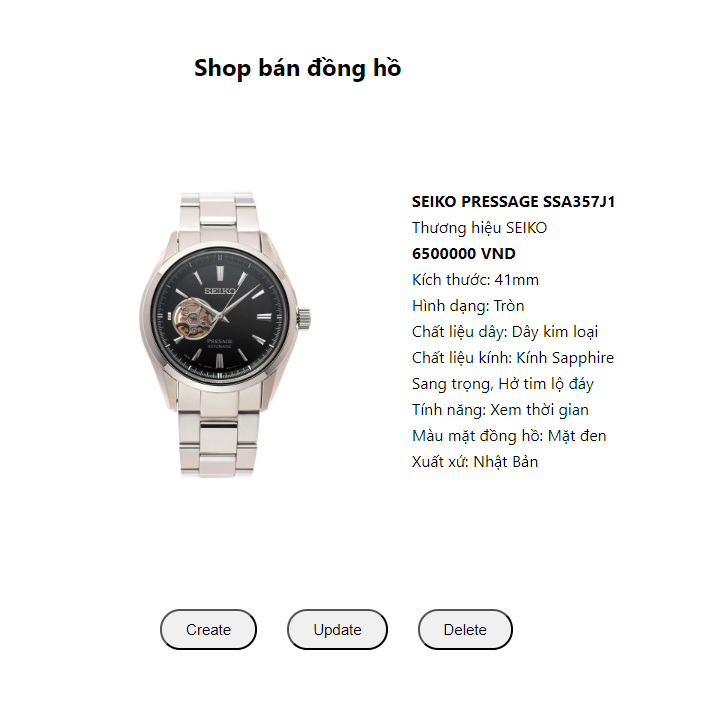 Shop bán đồng hồ
SEIKO
PRESAGE
AUTOMATIC
SEIKO PRESSAGE SSA357J1
Thương hiệu SEIKO
6500000 VND
Kích thước: 41mm
Hình dạng: Tròn
Chất liệu dây: Dây kim loại
Chất liệu kính: Kính Sapphire
Sang trọng, Hở tim lộ đáy
Tính năng: Xem thời gian
Màu mặt đồng hồ: Mặt đen
Xuất xứ: Nhật Bản
Create
Update
Delete